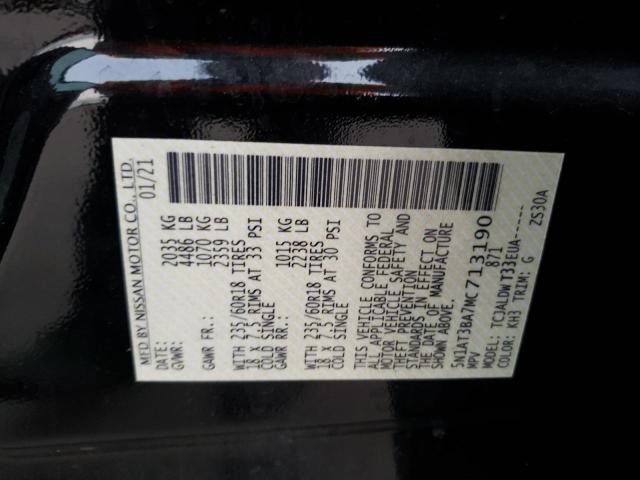 MFD BY NISSAN MOTOR CO., LTD.
DATE: 01/21
GVWR: 2035 KG
4486 LB
GAWR FR: 1070 KG
2359 LB
WITH 235/60R18 TIRES
18 X 7.5 RIMS AT 33 PSI
COLD SINGLE
GAWR RR: 1015 KG
2238 LB
WITH 235/60R18 TIRES
18 X 7.5 RIMS AT 30 PSI
COLD SINGLE
THIS VEHICLE CONFORMS TO
ALL APPLICABLE FEDERAL
MOTOR VEHICLE SAFETY AND
THEFT PREVENTION
STANDARDS IN EFFECT ON
THE DATE OF MANUFACTURE
SHOWN ABOVE.
5N1AT3BA7MC713190
MPV 871
MODEL: TCJALDWT33EUA-----
COLOR: KH3 TRIM: G ZS30A